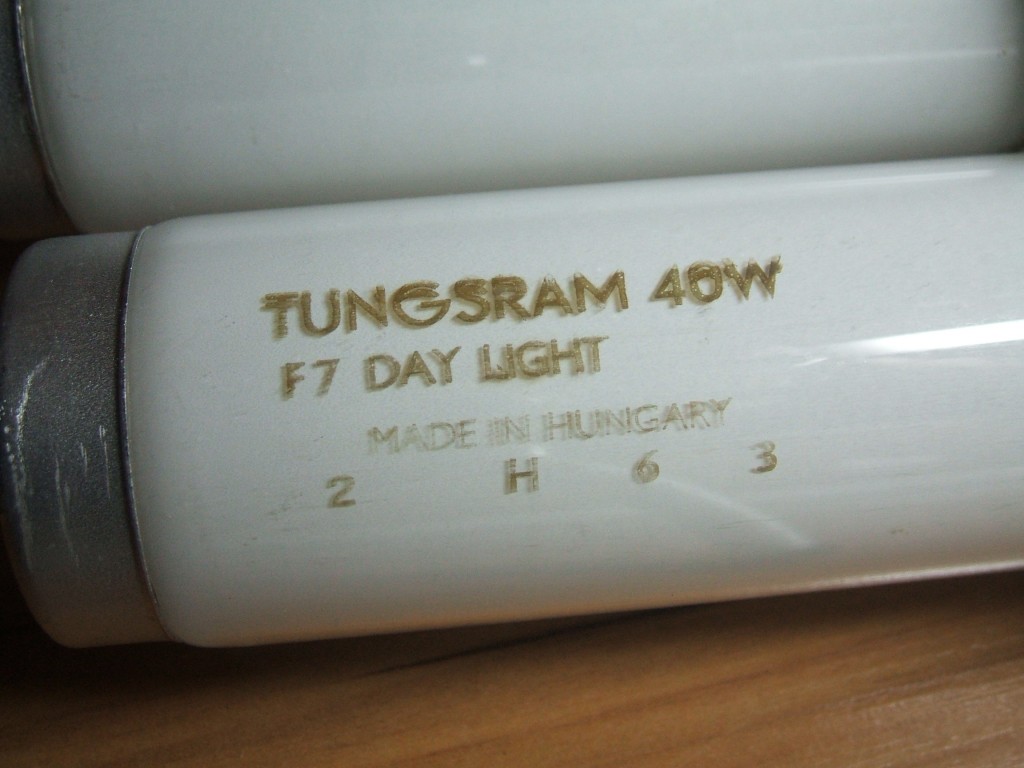 TUNGSRAM 40W
F7 DAY LIGHT
MADE IN HUNGARY
2 H 6 3